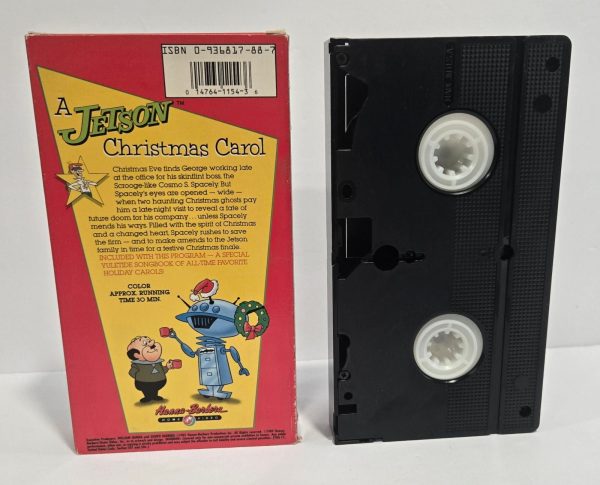 ISBN 0-936817-88-7
0 14764-1154-3 6
A JETSON™
Christmas Carol
Christmas Eve finds George working late
at the office for his skinflint boss, the
Scrooge-like Cosmo S. Spacely. But
Spacely's eyes are opened — wide —
when two haunting Christmas ghosts pay
him a late-night visit to reveal a tale of
future doom for his company . . . unless Spacely
mends his ways. Filled with the spirit of Christmas
and a changed heart, Spacely rushes to save
the firm — and to make amends to the Jetson
family in time for a festive Christmas finale.
INCLUDED WITH THIS PROGRAM — A SPECIAL
YULETIDE SONGBOOK OF ALL-TIME FAVORITE
HOLIDAY CAROLS!
COLOR
APPROX. RUNNING
TIME 30 MIN.
Hanna-Barbera
HOME VIDEO